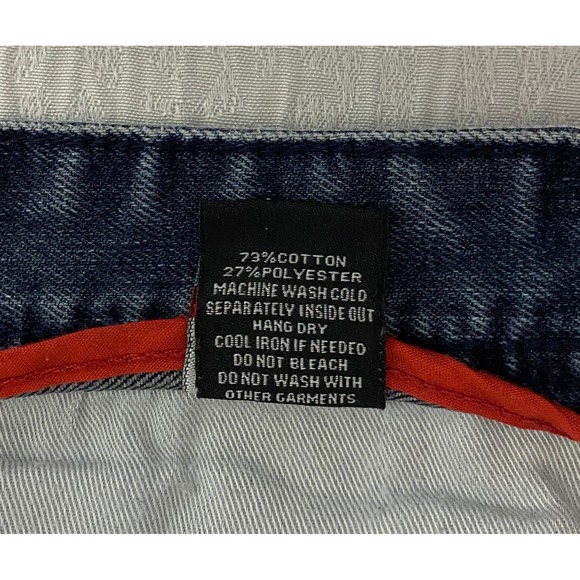 73%COTTON
27%POLYESTER
MACHINE WASH COLD
SEPARATELY INSIDE OUT
HANG DRY
COOL IRON IF NEEDED
DO NOT BLEACH
DO NOT WASH WITH
OTHER GARMENTS